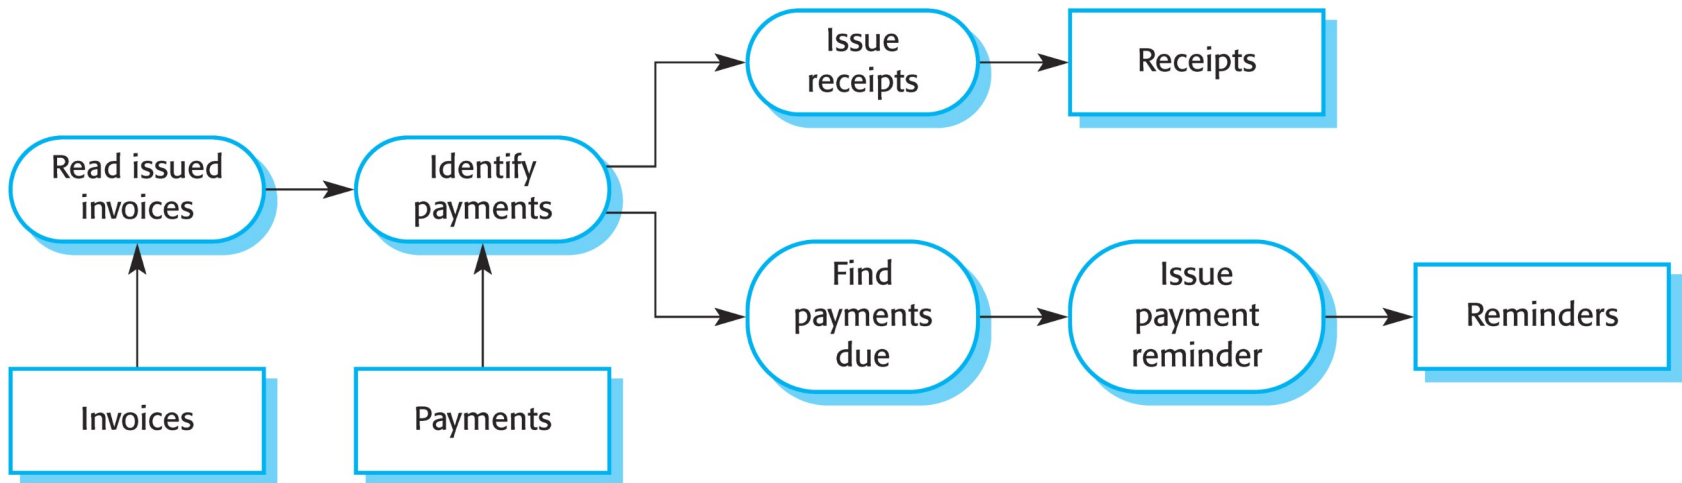 Issue
receipts
Receipts
Read issued
invoices
Identify
payments
Find
payments
due
Issue
payment
reminder
Reminders
Invoices
Payments